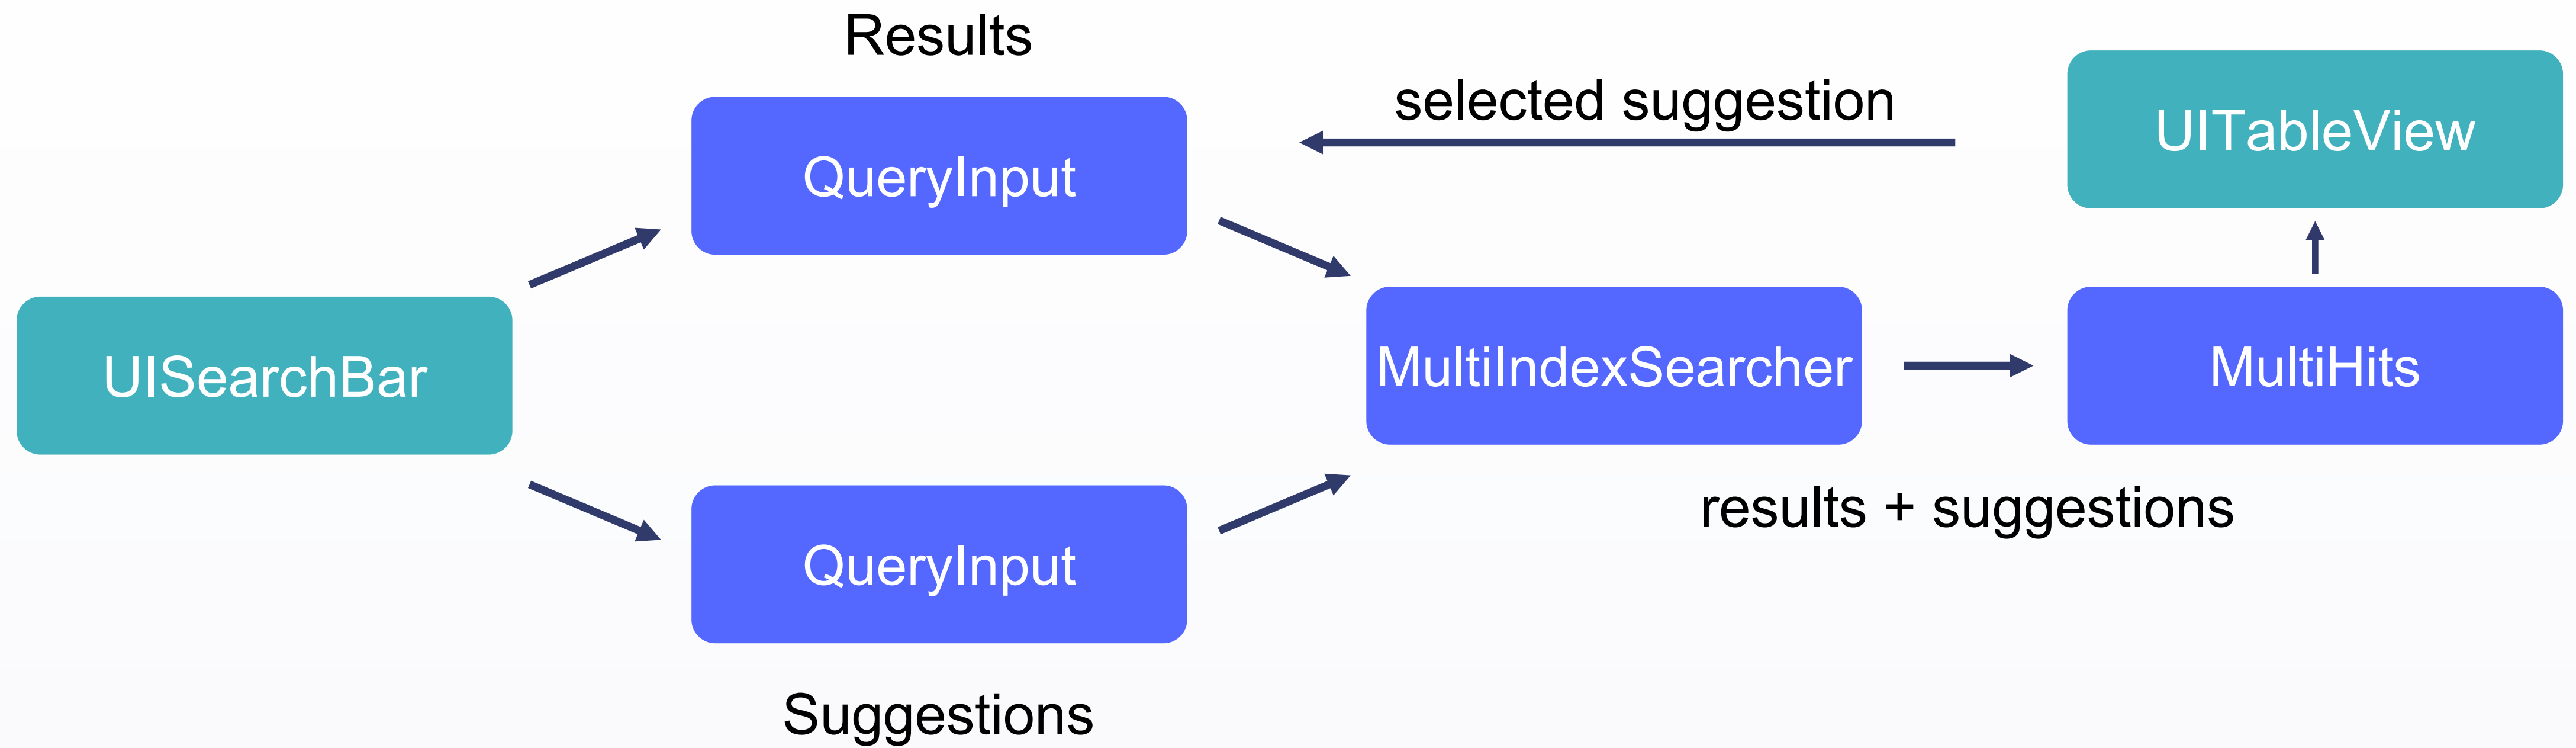 Results
selected suggestion
UITableView
QueryInput
UISearchBar
MultiIndexSearcher
MultiHits
results + suggestions
QueryInput
Suggestions